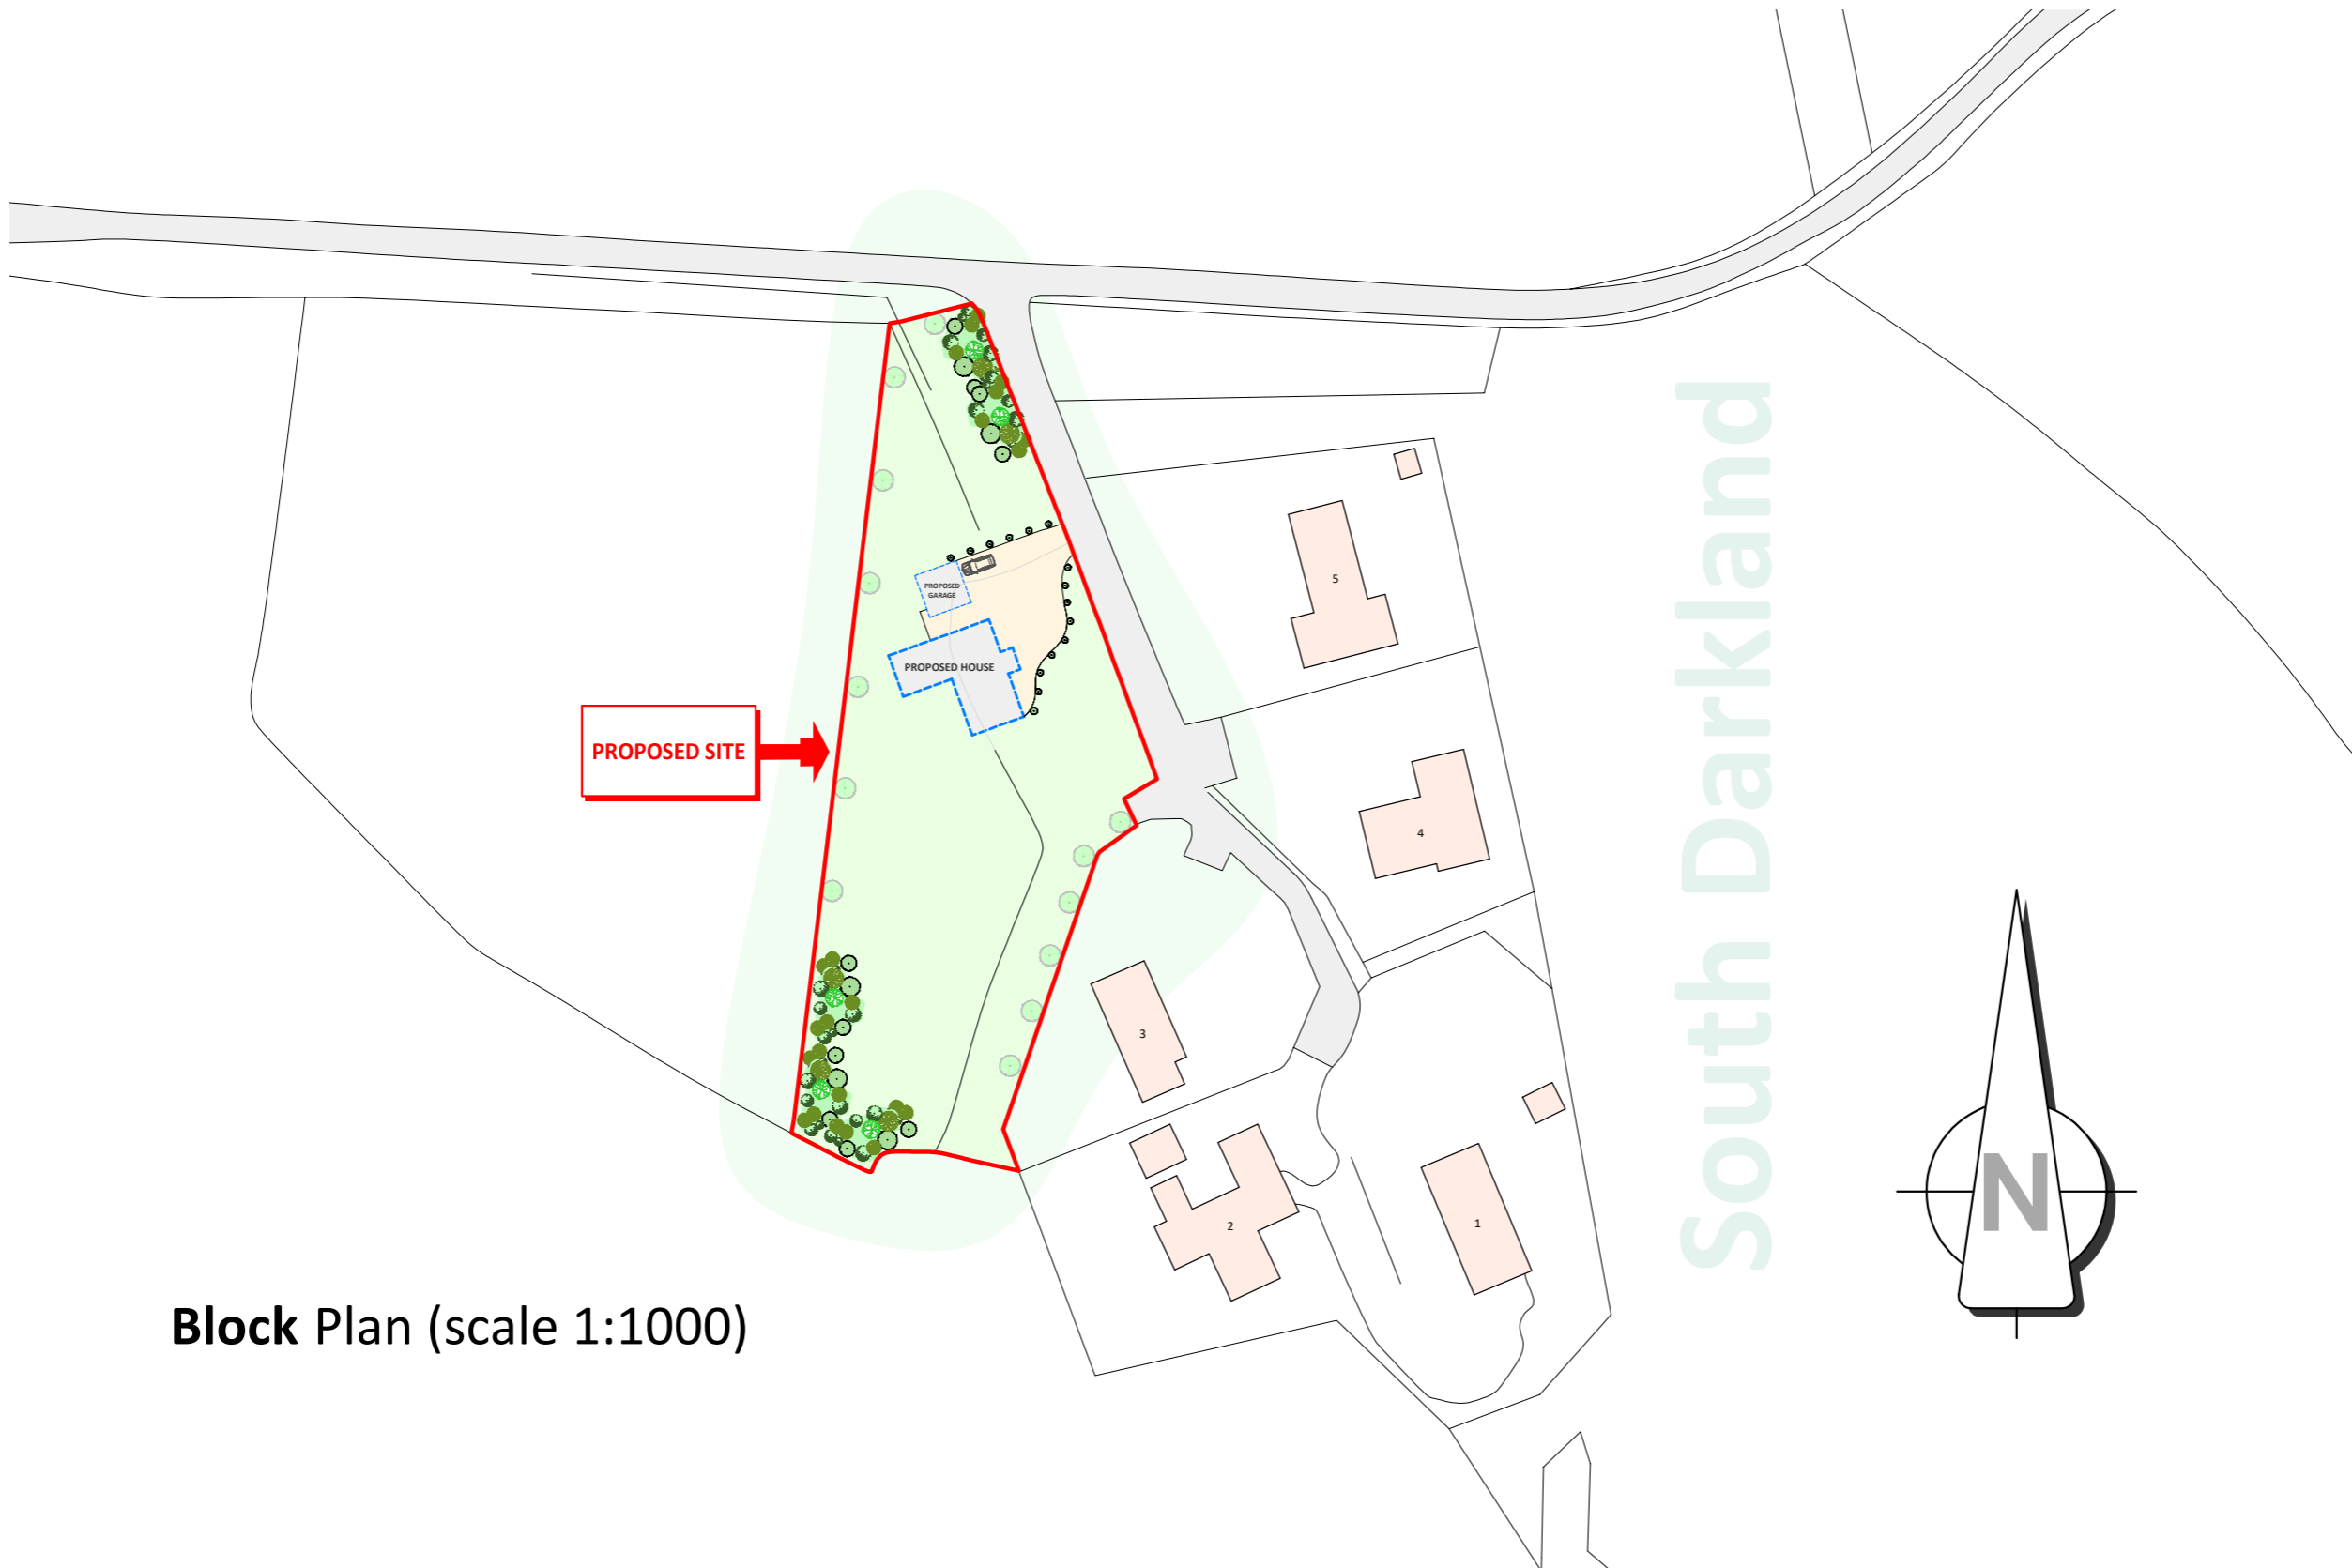 PROPOSED
GARAGE
5
PROPOSED HOUSE
PROPOSED SITE
4
South Darkland
3
N
2
1
Block Plan (scale 1:1000)